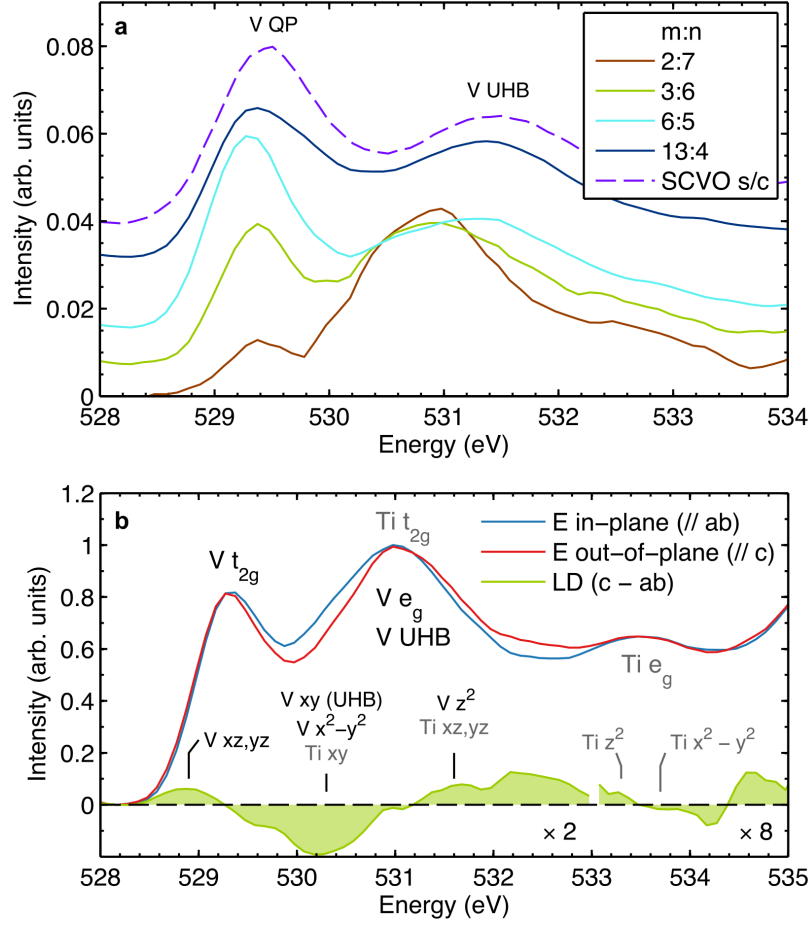 a
V QP
V UHB
m:n
2:7
3:6
6:5
13:4
SCVO s/c
Intensity (arb. units)
0.08
0.06
0.04
0.02
0
528 529 530 531 532 533 534
Energy (eV)
b
E in−plane (// ab)
E out−of−plane (// c)
LD (c − ab)
Ti t2g
V t2g
V eg
V UHB
Ti eg
V xy (UHB)
V x²−y²
Ti xy
V xz,yz
V z²
Ti xz,yz
Ti z²
Ti x² − y²
× 2
× 8
Intensity (arb. units)
1.2
1
0.8
0.6
0.4
0.2
0
528 529 530 531 532 533 534 535
Energy (eV)